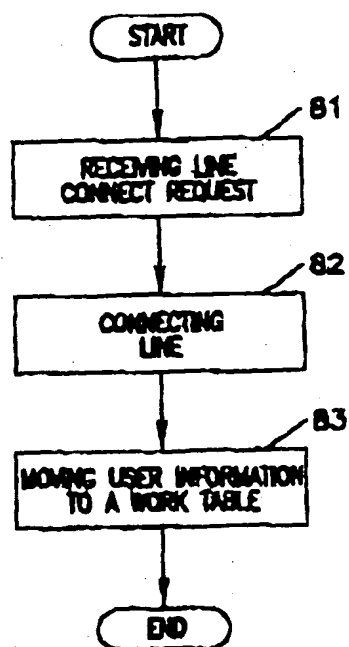 START
81
RECEIVING LINE
CONNECT REQUEST
82
CONNECTING
LINE
83
MOVING USER INFORMATION
TO A WORK TABLE
END